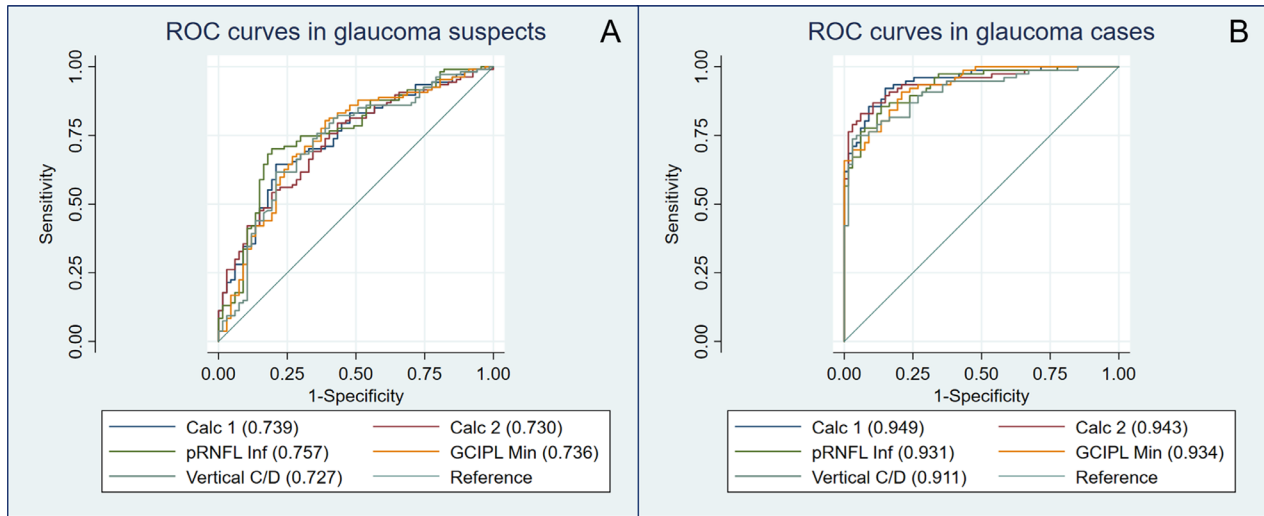 ROC curves in glaucoma suspects
A
Sensitivity
1.00
0.75
0.50
0.25
0.00
0.00 0.25 0.50 0.75 1.00
1-Specificity
Calc 1 (0.739) Calc 2 (0.730)
pRNFL Inf (0.757) GCIPL Min (0.736)
Vertical C/D (0.727) Reference
ROC curves in glaucoma cases
B
Sensitivity
1.00
0.75
0.50
0.25
0.00
0.00 0.25 0.50 0.75 1.00
1-Specificity
Calc 1 (0.949) Calc 2 (0.943)
pRNFL Inf (0.931) GCIPL Min (0.934)
Vertical C/D (0.911) Reference